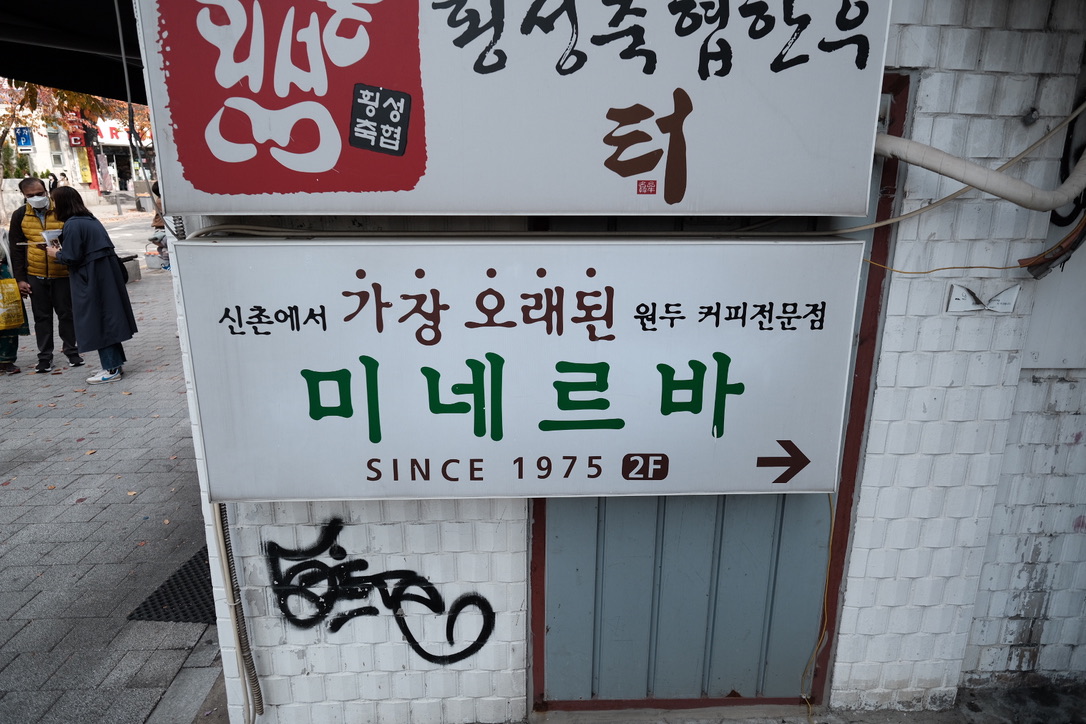 횡성축협한우
횡성
축협
터
신촌에서 가장 오래된 원두 커피전문점
미네르바
SINCE 1975 2F